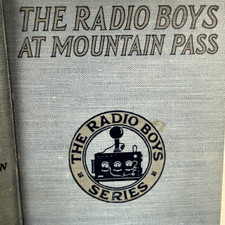 THE RADIO BOYS
AT MOUNTAIN PASS
THE RADIO BOYS
SERIES